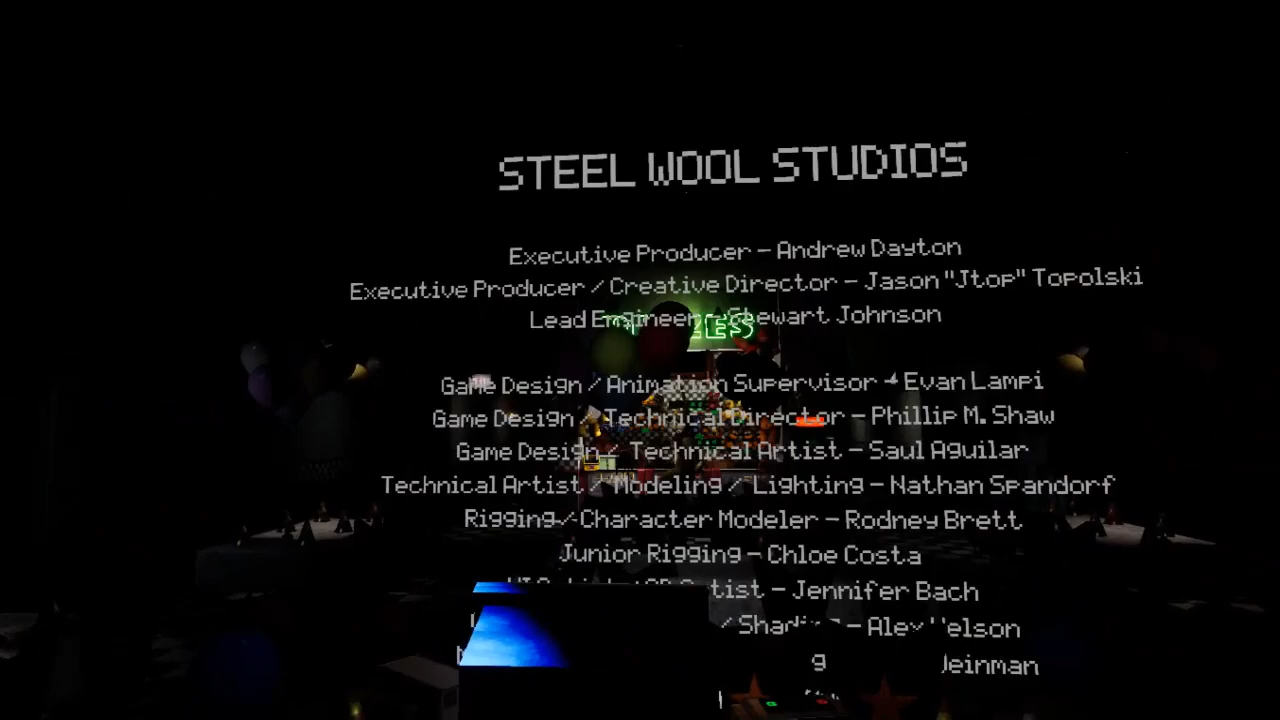 STEEL WOOL STUDIOS
Executive Producer – Andrew Dayton
Executive Producer / Creative Director – Jason "Jtop" Topolski
Lead Engineer – Stewart Johnson
Game Design / Animation Supervisor – Evan Lampi
Game Design / Technical Director – Phillip M. Shaw
Game Design / Technical Artist – Saul Aguilar
Technical Artist / Modeling / Lighting – Nathan Spandorf
Rigging / Character Modeler – Rodney Brett
Junior Rigging – Chloe Costa
– Jennifer Bach
/ Shading – Alex